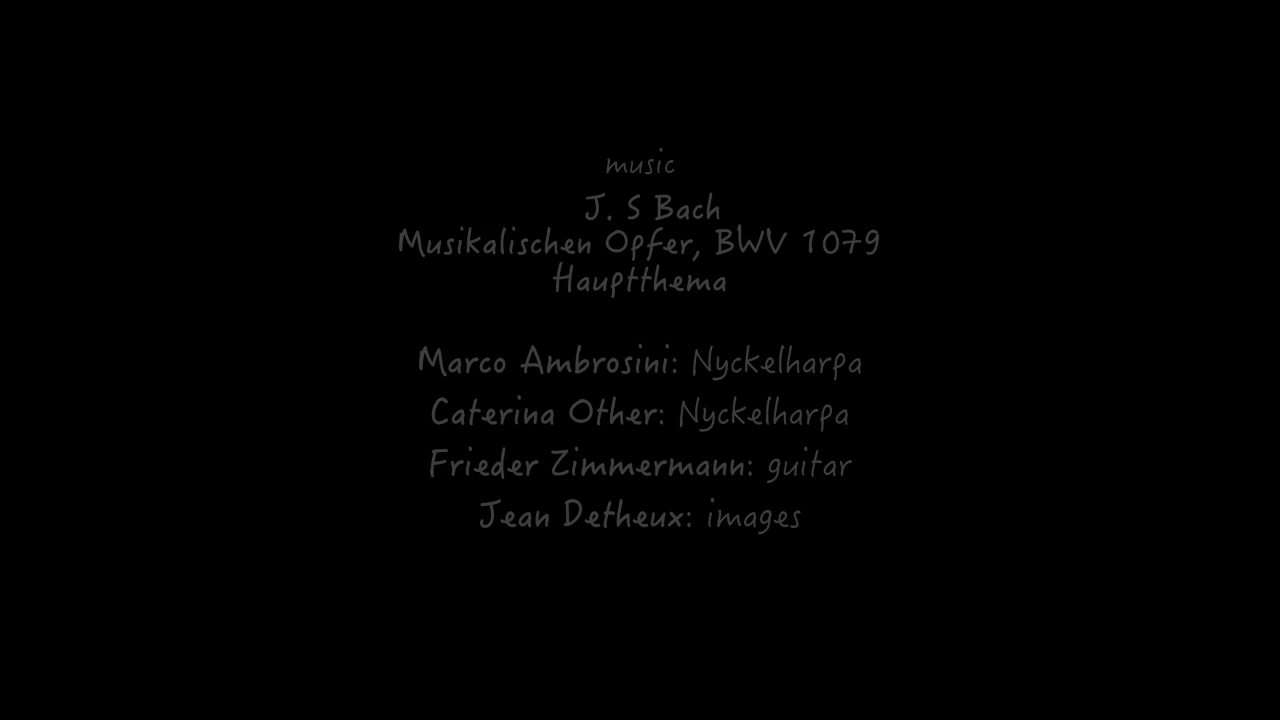 music
J. S Bach
Musikalischen Opfer, BWV 1079
Hauptthema
Marco Ambrosini: Nyckelharpa
Caterina Other: Nyckelharpa
Frieder Zimmermann: guitar
Jean Detheux: images